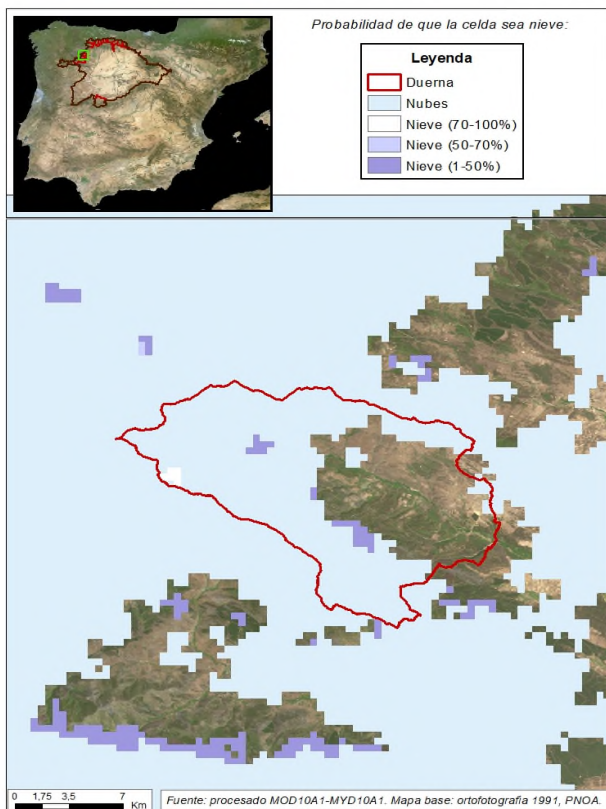 Probabilidad de que la celda sea nieve:
Leyenda
Duerna
Nubes
Nieve (70-100%)
Nieve (50-70%)
Nieve (1-50%)
0 1,75 3,5 7
Km
Fuente: procesado MOD10A1-MYD10A1. Mapa base: ortofotografía 1991, PNOA